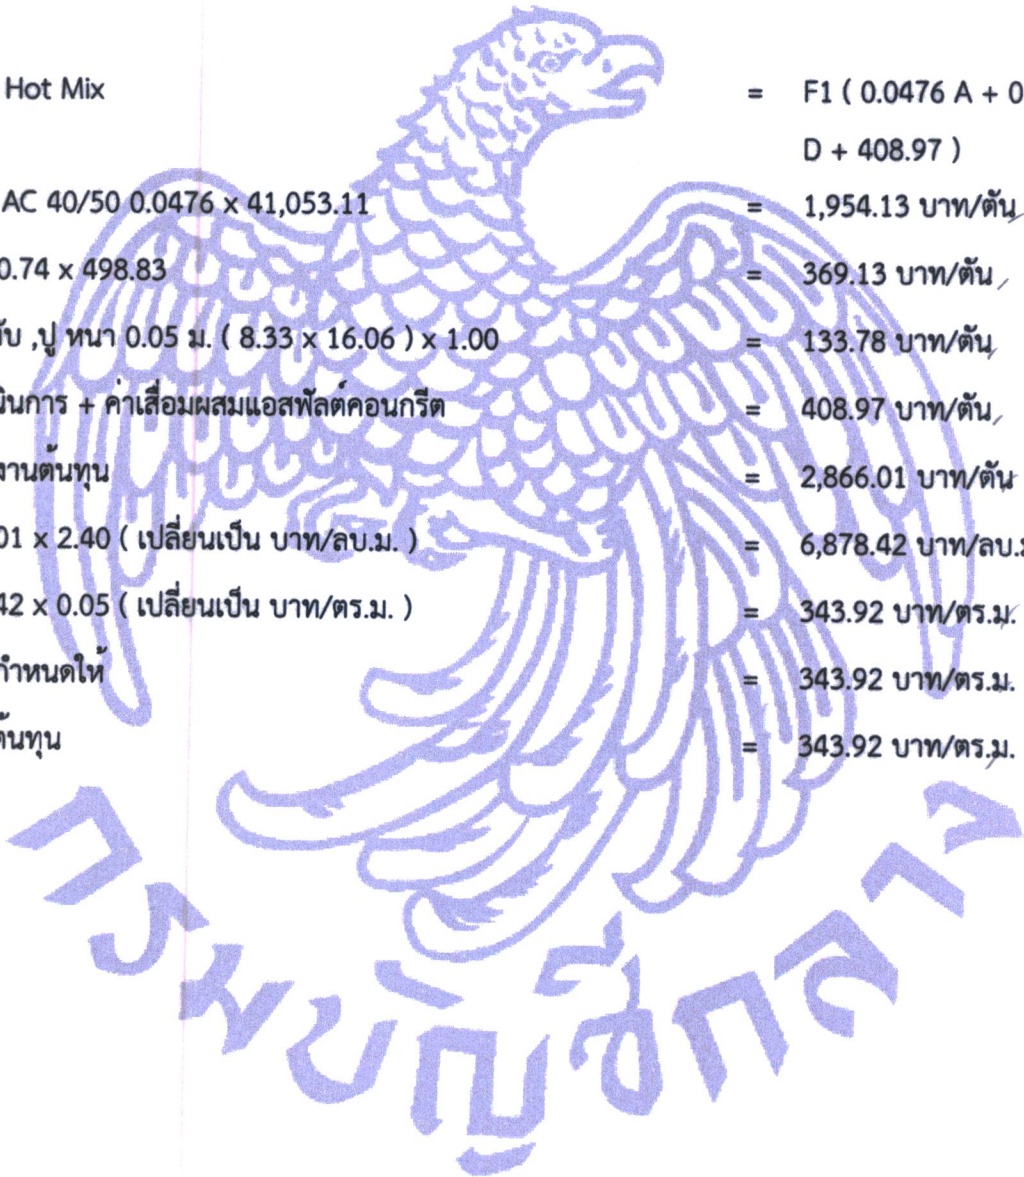 Hot Mix = F1 ( 0.0476 A + 0
D + 408.97 )
AC 40/50 0.0476 x 41,053.11 = 1,954.13 บาท/ตัน
0.74 x 498.83 = 369.13 บาท/ตัน
,ปู หนา 0.05 ม. ( 8.33 x 16.06 ) x 1.00 = 133.78 บาท/ตัน
+ ค่าเสื่อมผสมแอสฟัลต์คอนกรีต = 408.97 บาท/ตัน
งานต้นทุน = 2,866.01 บาท/ตัน
01 x 2.40 ( เปลี่ยนเป็น บาท/ลบ.ม. ) = 6,878.42 บาท/ลบ.ม
42 x 0.05 ( เปลี่ยนเป็น บาท/ตร.ม. ) = 343.92 บาท/ตร.ม.
กำหนดให้ = 343.92 บาท/ตร.ม.
ต้นทุน = 343.92 บาท/ตร.ม.
กรมบัญชีกลาง